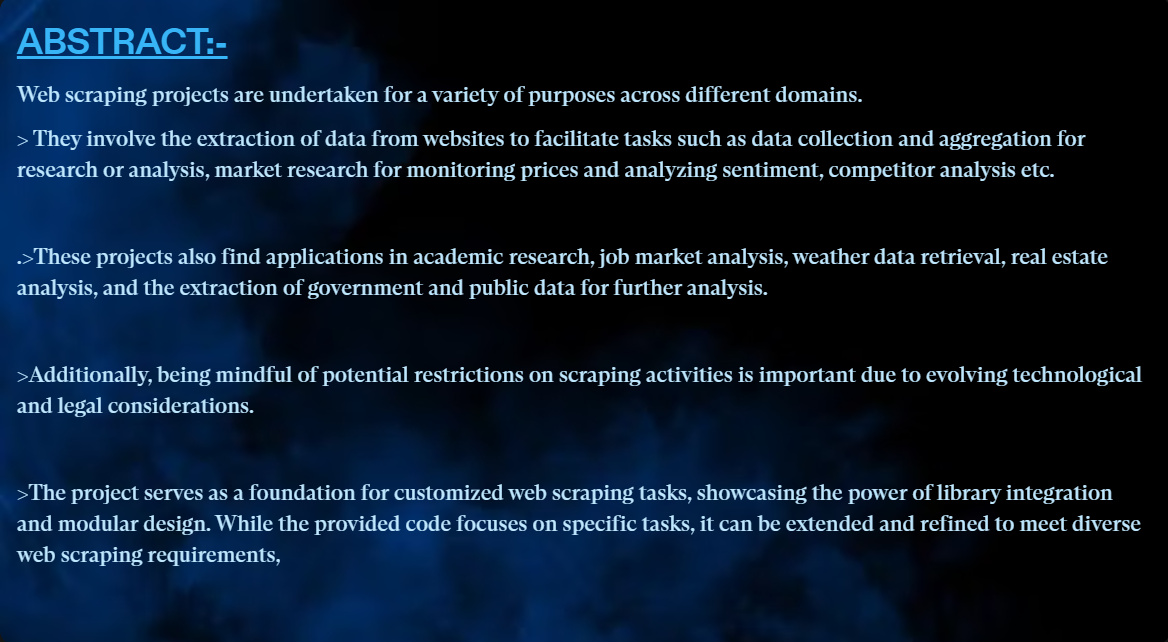 ABSTRACT:-
Web scraping projects are undertaken for a variety of purposes across different domains.
> They involve the extraction of data from websites to facilitate tasks such as data collection and aggregation for
research or analysis, market research for monitoring prices and analyzing sentiment, competitor analysis etc.
.>These projects also find applications in academic research, job market analysis, weather data retrieval, real estate
analysis, and the extraction of government and public data for further analysis.
>Additionally, being mindful of potential restrictions on scraping activities is important due to evolving technological
and legal considerations.
>The project serves as a foundation for customized web scraping tasks, showcasing the power of library integration
and modular design. While the provided code focuses on specific tasks, it can be extended and refined to meet diverse
web scraping requirements,